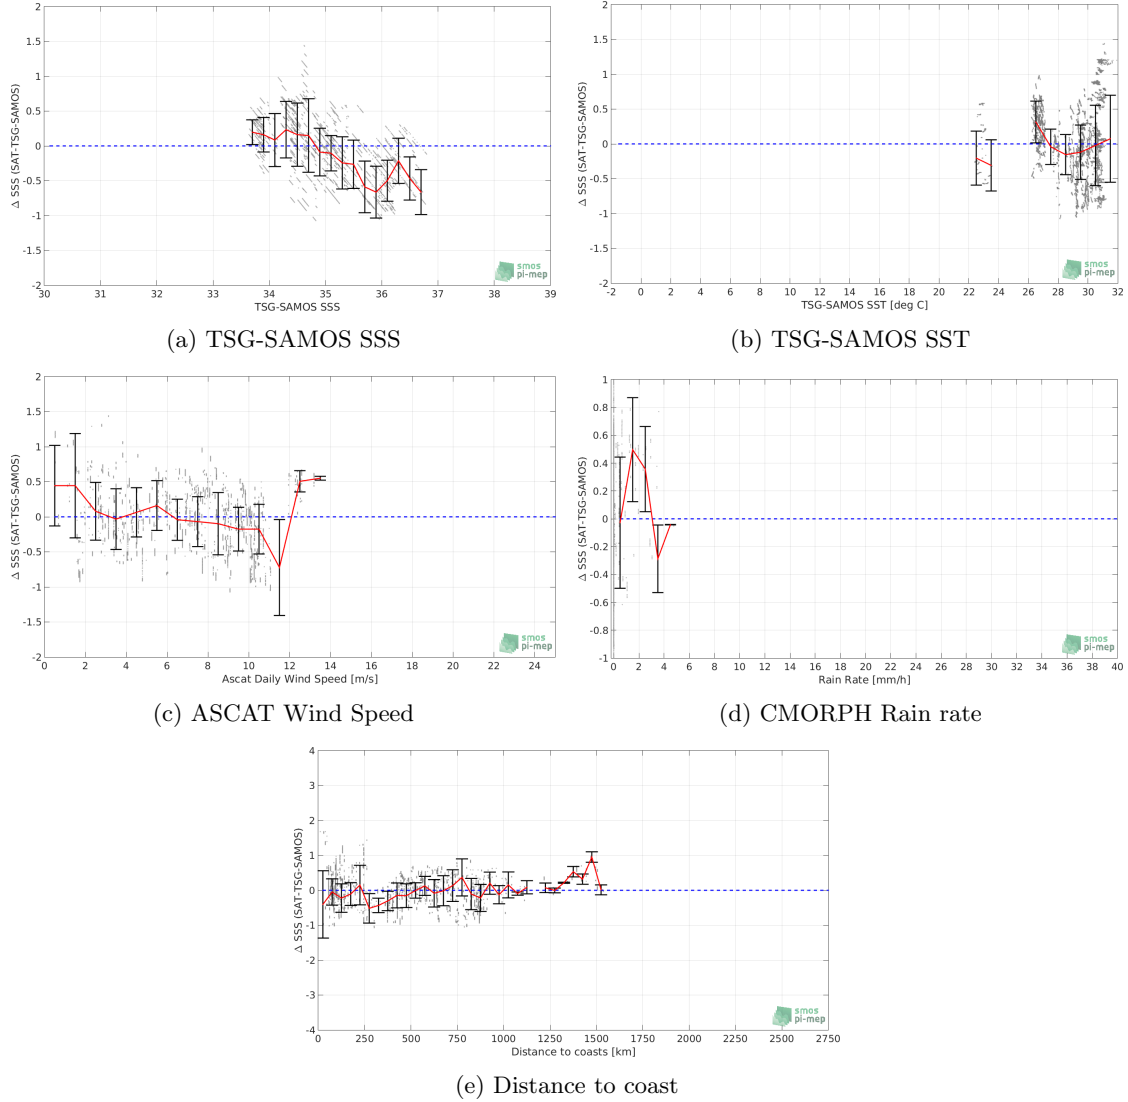 2
1.5
1
0.5
0
-0.5
-1
-1.5
-2
Δ SSS (SAT-TSG-SAMOS)
30 31 32 33 34 35 36 37 38 39
TSG-SAMOS SSS
smos
pi-mep
(a) TSG-SAMOS SSS
2
1.5
1
0.5
0
-0.5
-1
-1.5
-2
Δ SSS (SAT-TSG-SAMOS)
-2 0 2 4 6 8 10 12 14 16 18 20 22 24 26 28 30 32
TSG-SAMOS SST [deg C]
smos
pi-mep
(b) TSG-SAMOS SST
2
1.5
1
0.5
0
-0.5
-1
-1.5
-2
Δ SSS (SAT-TSG-SAMOS)
0 2 4 6 8 10 12 14 16 18 20 22 24
Ascat Daily Wind Speed [m/s]
smos
pi-mep
(c) ASCAT Wind Speed
1
0.8
0.6
0.4
0.2
0
-0.2
-0.4
-0.6
-0.8
-1
Δ SSS (SAT-TSG-SAMOS)
0 2 4 6 8 10 12 14 16 18 20 22 24 26 28 30 32 34 36 38 40
Rain Rate [mm/h]
smos
pi-mep
(d) CMORPH Rain rate
4
3
2
1
0
-1
-2
-3
-4
Δ SSS (SAT-TSG-SAMOS)
0 250 500 750 1000 1250 1500 1750 2000 2250 2500 2750
Distance to coasts [km]
smos
pi-mep
(e) Distance to coast